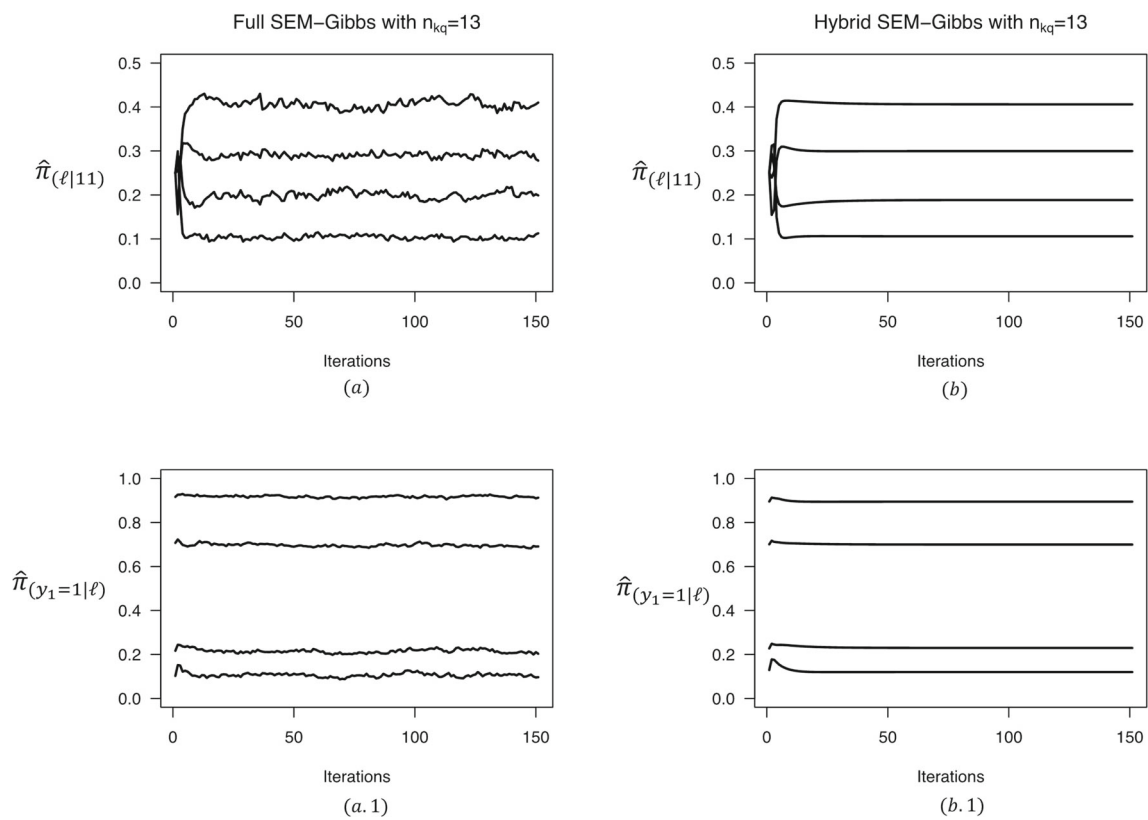 Full SEM−Gibbs with n_kq=13
Hybrid SEM−Gibbs with n_kq=13
0.5
0.4
0.3
0.2
0.1
0.0
π̂_(ℓ|11)
0 50 100 150
Iterations
(a)
0.5
0.4
0.3
0.2
0.1
0.0
π̂_(ℓ|11)
0 50 100 150
Iterations
(b)
1.0
0.8
0.6
0.4
0.2
0.0
π̂_(y₁=1|ℓ)
0 50 100 150
Iterations
(a.1)
1.0
0.8
0.6
0.4
0.2
0.0
π̂_(y₁=1|ℓ)
0 50 100 150
Iterations
(b.1)